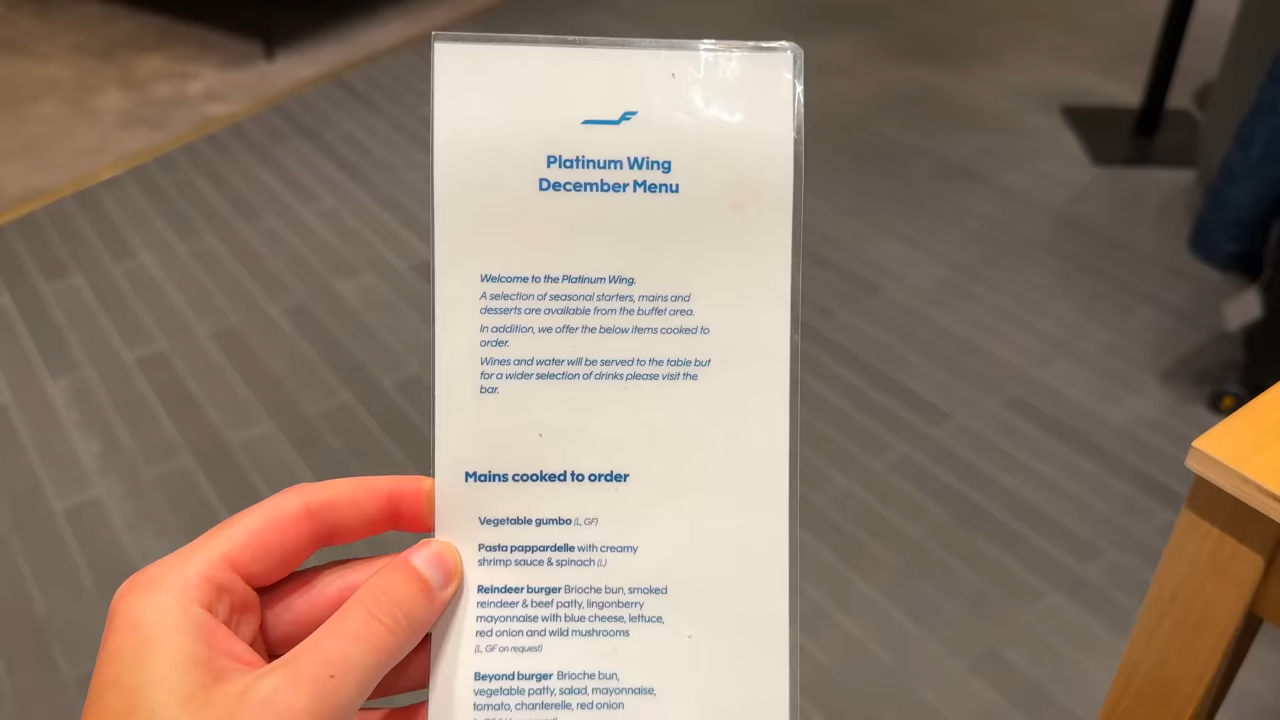 Platinum Wing
December Menu
Welcome to the Platinum Wing.
A selection of seasonal starters, mains and
desserts are available from the buffet area.
In addition, we offer the below items cooked to
order.
Wines and water will be served to the table but
for a wider selection of drinks please visit the
bar.
Mains cooked to order
Vegetable gumbo (L, GF)
Pasta pappardelle with creamy
shrimp sauce & spinach (L)
Reindeer burger Brioche bun, smoked
reindeer & beef patty, lingonberry
mayonnaise with blue cheese, lettuce,
red onion and wild mushrooms
(L, GF on request)
Beyond burger Brioche bun,
vegetable patty, salad, mayonnaise,
tomato, chanterelle, red onion